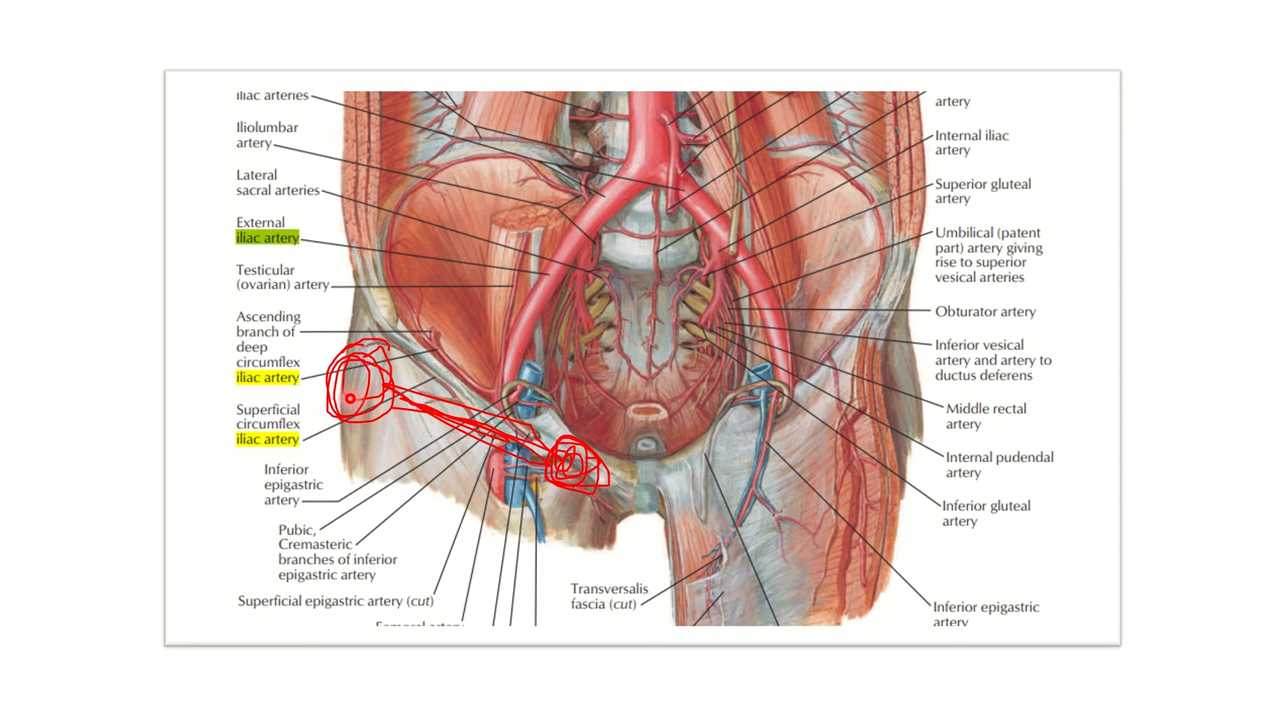 iliac arteries
Iliolumbar
artery
Lateral
sacral arteries
External
iliac artery
Testicular
(ovarian) artery
Ascending
branch of
deep
circumflex
iliac artery
Superficial
circumflex
iliac artery
Inferior
epigastric
artery
Pubic,
Cremasteric
branches of inferior
epigastric artery
Superficial epigastric artery (cut)
Femoral artery
Transversalis
fascia (cut)
artery
Internal iliac
artery
Superior gluteal
artery
Umbilical (patent
part) artery giving
rise to superior
vesical arteries
Obturator artery
Inferior vesical
artery and artery to
ductus deferens
Middle rectal
artery
Internal pudendal
artery
Inferior gluteal
artery
Inferior epigastric
artery